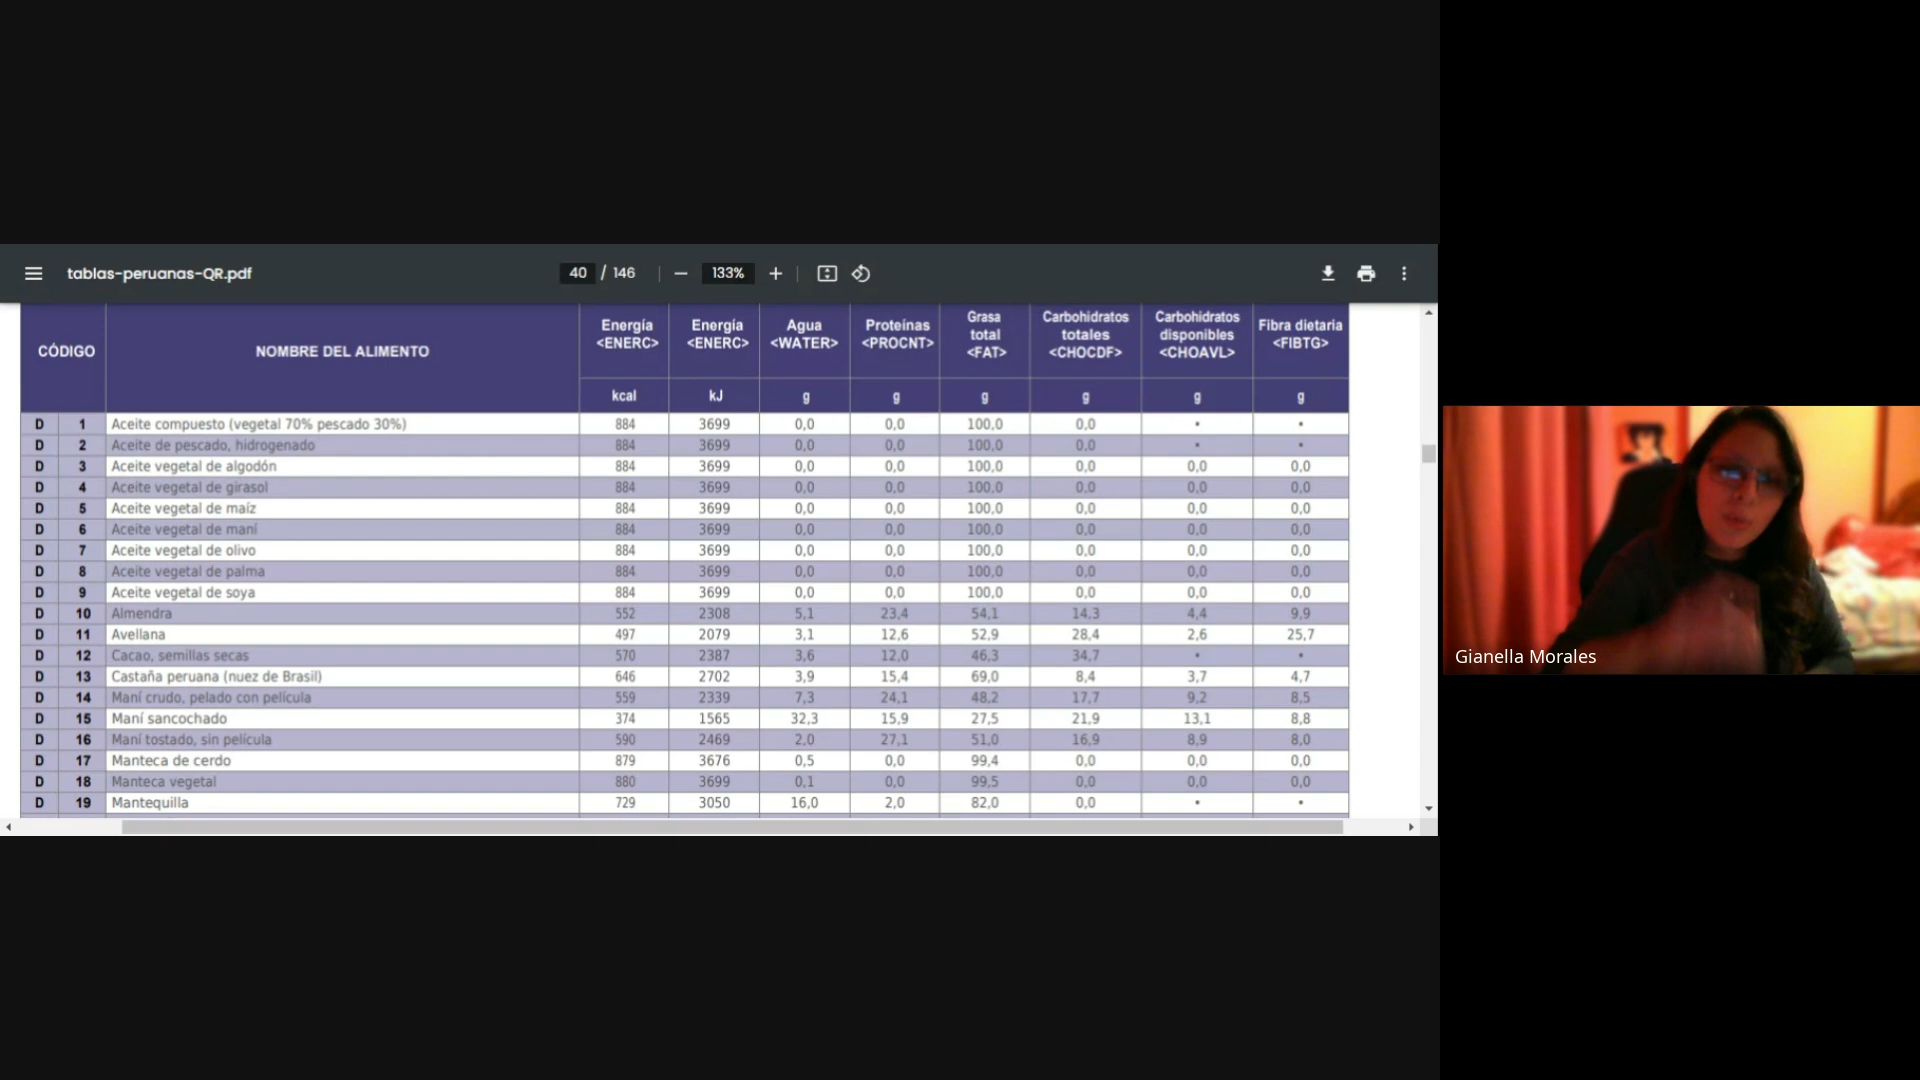 tablas-peruanas-QR.pdf 40 / 146 133%
CÓDIGO NOMBRE DEL ALIMENTO Energía <ENERC> Energía <ENERC> Agua <WATER> Proteínas <PROCNT> Grasa total <FAT> Carbohidratos totales <CHOCDF> Carbohidratos disponibles <CHOAVL> Fibra dietaria <FIBTG>
kcal kJ g g g g g g
D 1 Aceite compuesto (vegetal 70% pescado 30%) 884 3699 0,0 0,0 100,0 0,0 • •
D 2 Aceite de pescado, hidrogenado 884 3699 0,0 0,0 100,0 0,0 • •
D 3 Aceite vegetal de algodón 884 3699 0,0 0,0 100,0 0,0 0,0 0,0
D 4 Aceite vegetal de girasol 884 3699 0,0 0,0 100,0 0,0 0,0 0,0
D 5 Aceite vegetal de maíz 884 3699 0,0 0,0 100,0 0,0 0,0 0,0
D 6 Aceite vegetal de maní 884 3699 0,0 0,0 100,0 0,0 0,0 0,0
D 7 Aceite vegetal de olivo 884 3699 0,0 0,0 100,0 0,0 0,0 0,0
D 8 Aceite vegetal de palma 884 3699 0,0 0,0 100,0 0,0 0,0 0,0
D 9 Aceite vegetal de soya 884 3699 0,0 0,0 100,0 0,0 0,0 0,0
D 10 Almendra 552 2308 5,1 23,4 54,1 14,3 4,4 9,9
D 11 Avellana 497 2079 3,1 12,6 52,9 28,4 2,6 25,7
D 12 Cacao, semillas secas 570 2387 3,6 12,0 46,3 34,7 • •
D 13 Castaña peruana (nuez de Brasil) 646 2702 3,9 15,4 69,0 8,4 3,7 4,7
D 14 Maní crudo, pelado con película 559 2339 7,3 24,1 48,2 17,7 9,2 8,5
D 15 Maní sancochado 374 1565 32,3 15,9 27,5 21,9 13,1 8,8
D 16 Maní tostado, sin película 590 2469 2,0 27,1 51,0 16,9 8,9 8,0
D 17 Manteca de cerdo 879 3676 0,5 0,0 99,4 0,0 0,0 0,0
D 18 Manteca vegetal 880 3699 0,1 0,0 99,5 0,0 0,0 0,0
D 19 Mantequilla 729 3050 16,0 2,0 82,0 0,0 • •
Gianella Morales